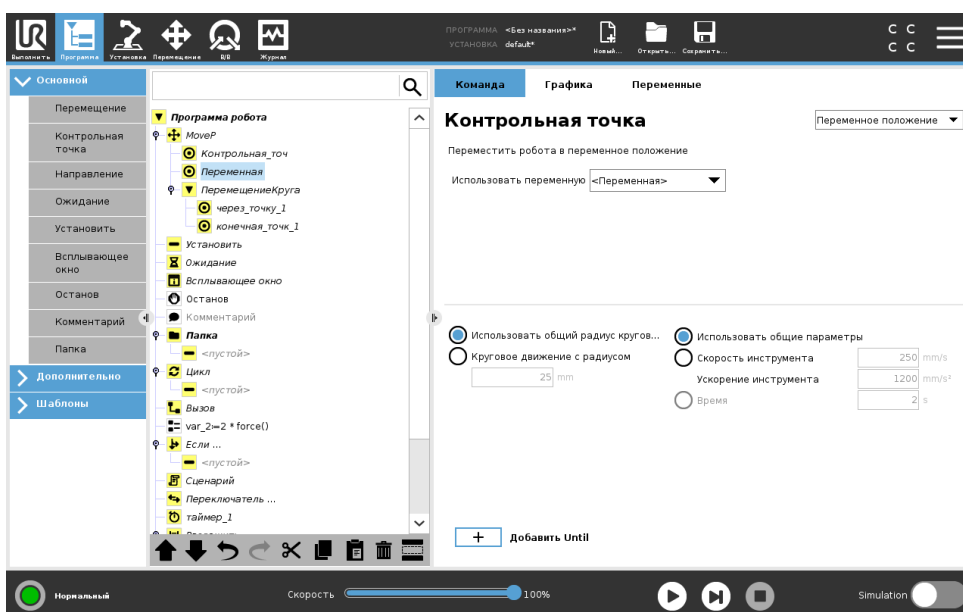 ПРОГРАММА <Без названия>*
УСТАНОВКА default*
Выполнить
Программа
Установка
Перемещение
В/В
Журнал
Новый...
Открыть...
Сохранить...
C C
C C
Основной
Перемещение
Контрольная
точка
Направление
Ожидание
Установить
Всплывающее
окно
Останов
Комментарий
Папка
Дополнительно
Шаблоны
Программа робота
MoveP
Контрольная_точ
Переменная
ПеремещениеКруга
через_точку_1
конечная_точк_1
Установить
Ожидание
Всплывающее окно
Останов
Комментарий
Папка
<пустой>
Цикл
<пустой>
Вызов
var_2≔2 * force()
Если ...
<пустой>
Сценарий
Переключатель ...
таймер_1
Команда
Графика
Переменные
Контрольная точка
Переменное положение
Переместить робота в переменное положение
Использовать переменную
<Переменная>
Использовать общий радиус кругов...
Круговое движение с радиусом
25 mm
Использовать общие параметры
Скорость инструмента 250 mm/s
Ускорение инструмента 1200 mm/s²
Время 2 s
+ Добавить Until
Нормальный
Скорость
100%
Simulation